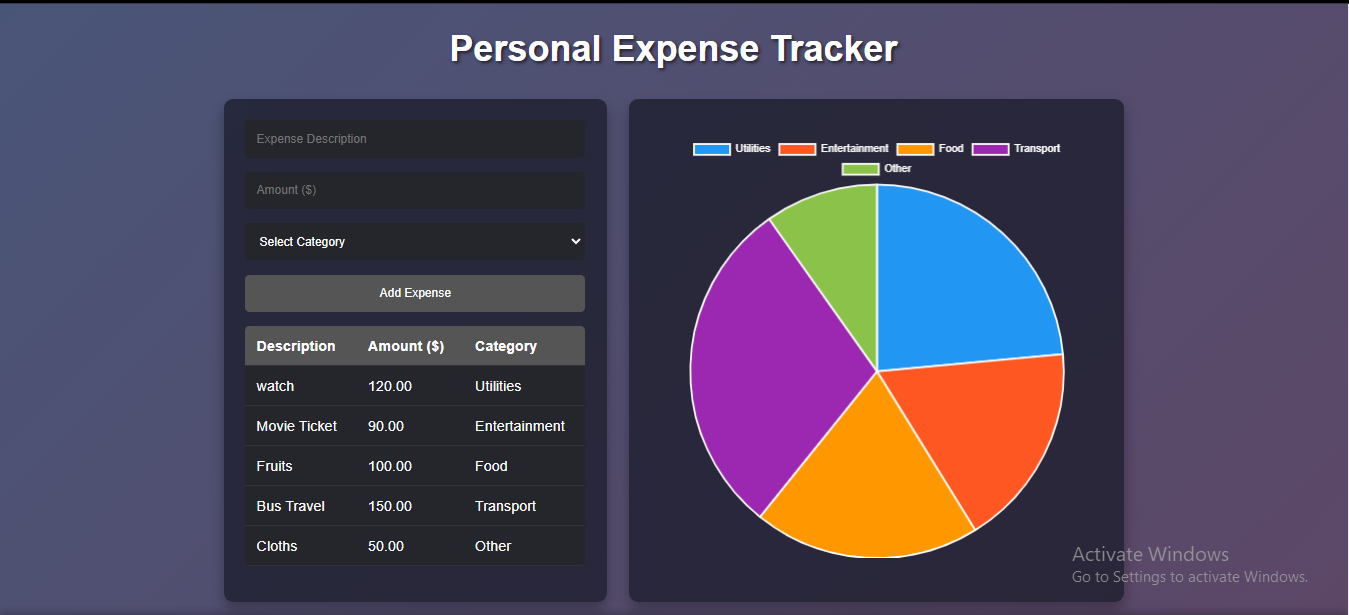 Personal Expense Tracker
Expense Description
Amount ($)
Select Category
Add Expense
Description Amount ($) Category
watch 120.00 Utilities
Movie Ticket 90.00 Entertainment
Fruits 100.00 Food
Bus Travel 150.00 Transport
Cloths 50.00 Other
Utilities Entertainment Food Transport
Other
Activate Windows
Go to Settings to activate Windows.